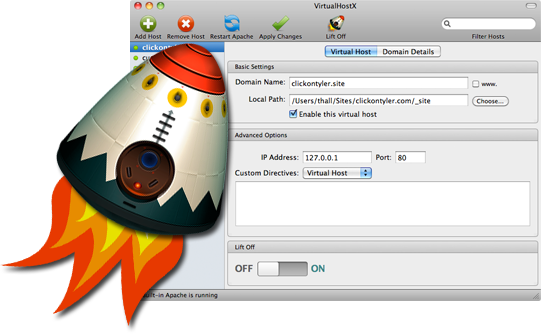 VirtualHostX
Add Host Remove Host Restart Apache Apply Changes Lift Off Filter Hosts
clickonty
Virtual Host Domain Details
Basic Settings
Domain Name: clickontyler.site www.
Local Path: /Users/thall/Sites/clickontyler.com/_site Choose...
Enable this virtual host
Advanced Options
IP Address: 127.0.0.1 Port: 80
Custom Directives: Virtual Host
Lift Off
OFF ON
uilt-in Apache is running